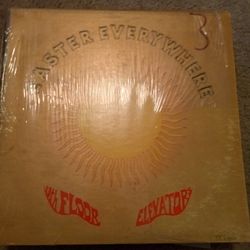 3
EASTER EVERYWHERE
13th FLOOR ELEVATORS